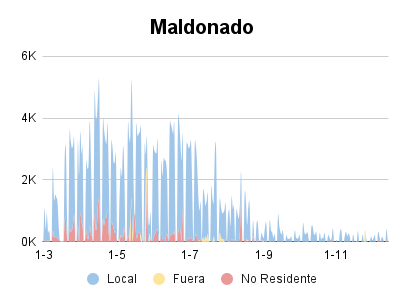 Maldonado
6K
4K
2K
0K
1-3 1-5 1-7 1-9 1-11
Local Fuera No Residente